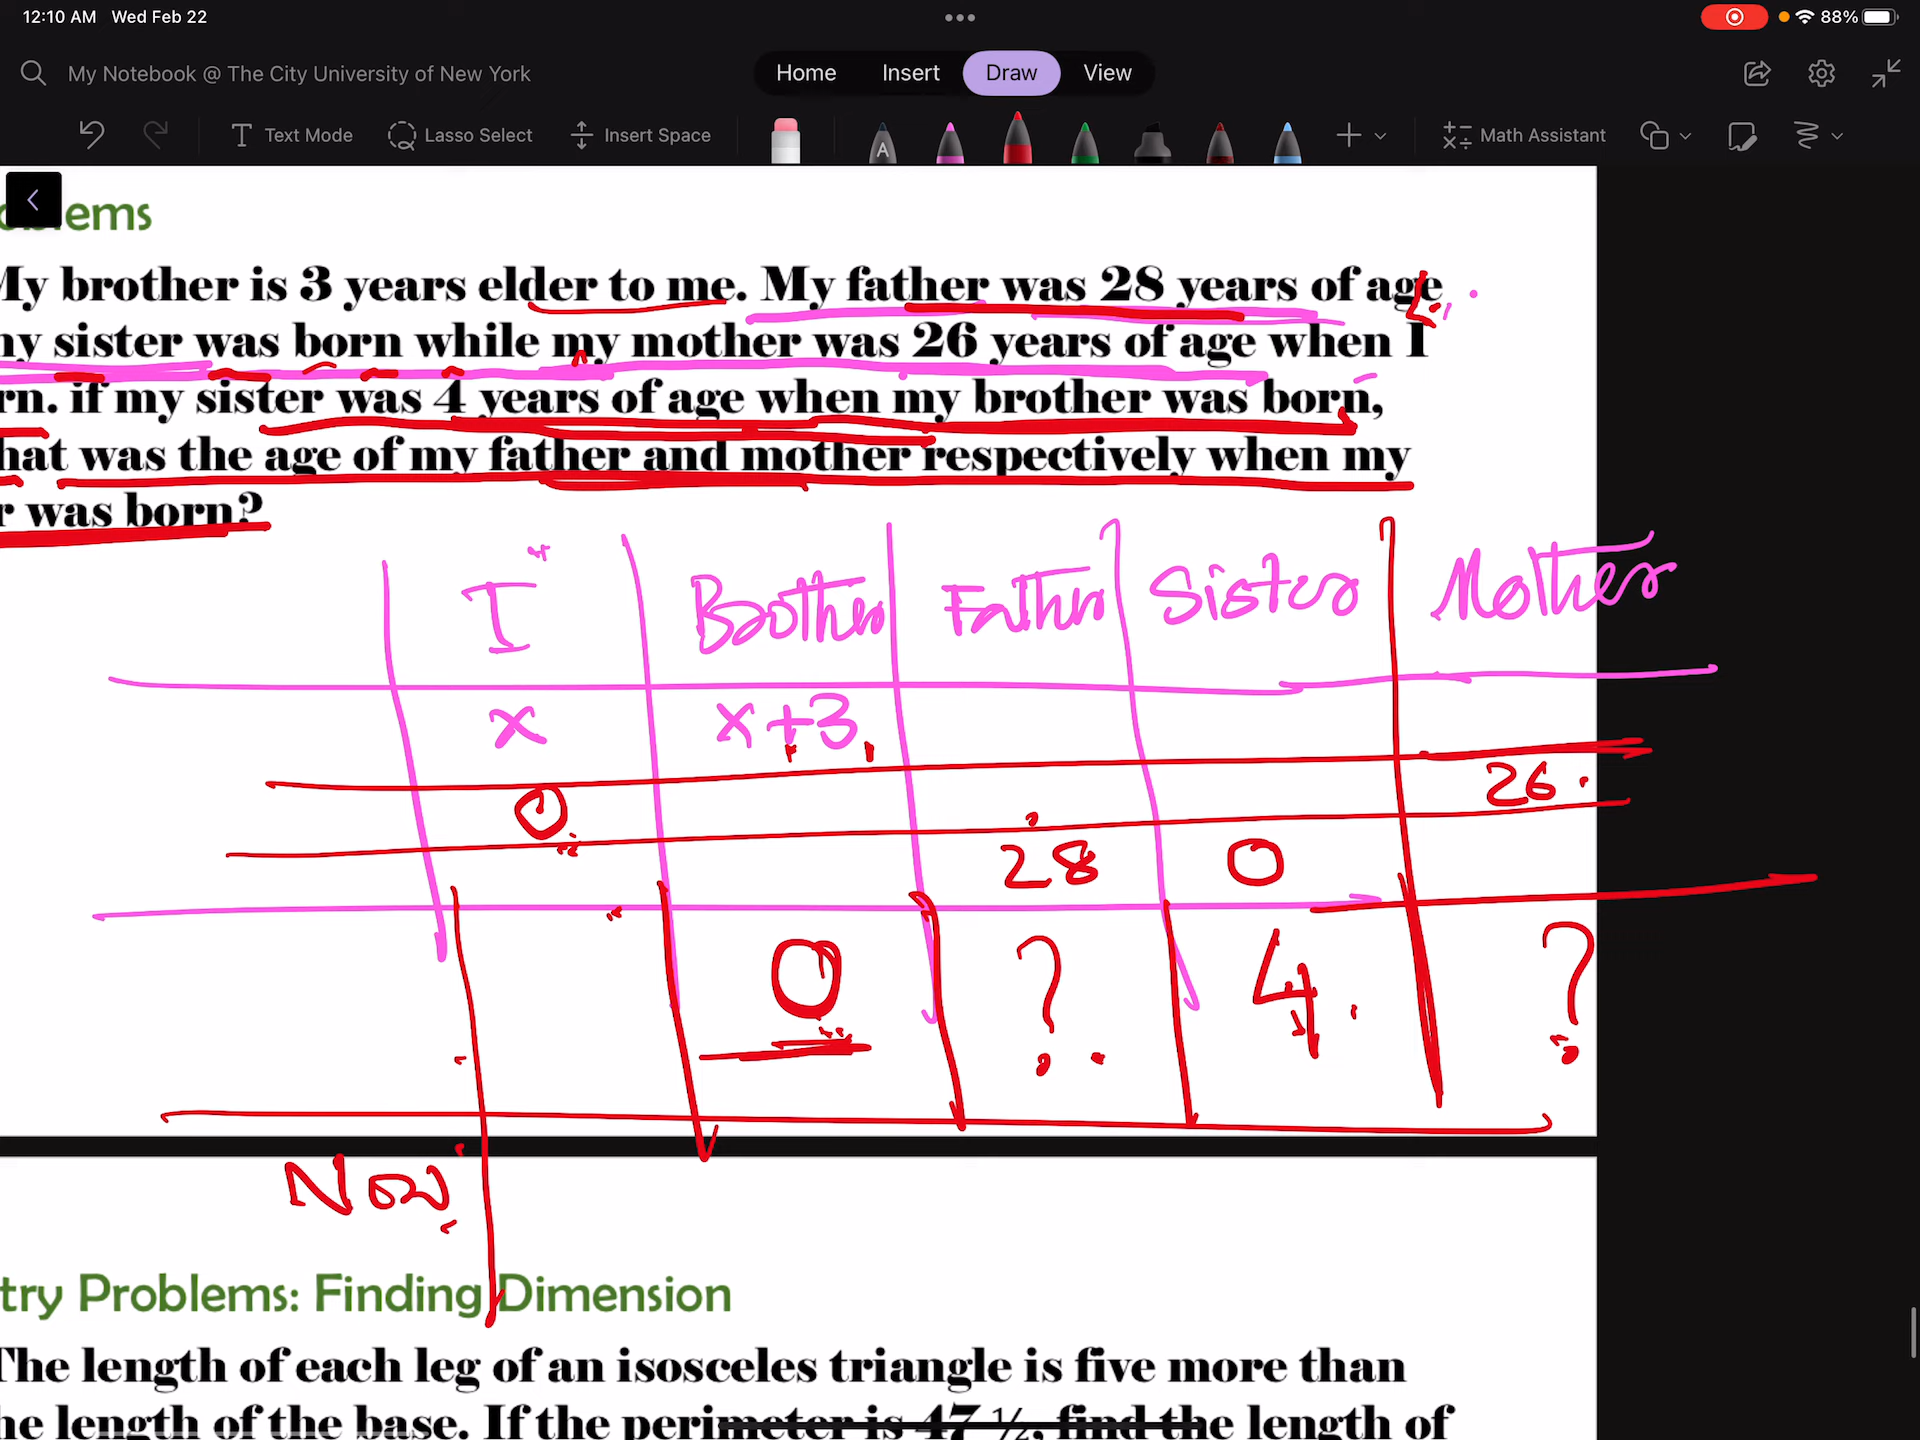 12:10 AM Wed Feb 22
88%
My Notebook @ The City University of New York
Home Insert Draw View
Text Mode Lasso Select Insert Space A Math Assistant
ems
My brother is 3 years elder to me. My father was 28 years of age
my sister was born while my mother was 26 years of age when I
rn. if my sister was 4 years of age when my brother was born,
hat was the age of my father and mother respectively when my
r was born?
I Brother Father Sister Mother
x x+3
0 26
28 0
0 ? 4 ?
Now
try Problems: Finding Dimension
The length of each leg of an isosceles triangle is five more than
he length of the base. If the perimeter is 47 ½, find the length of